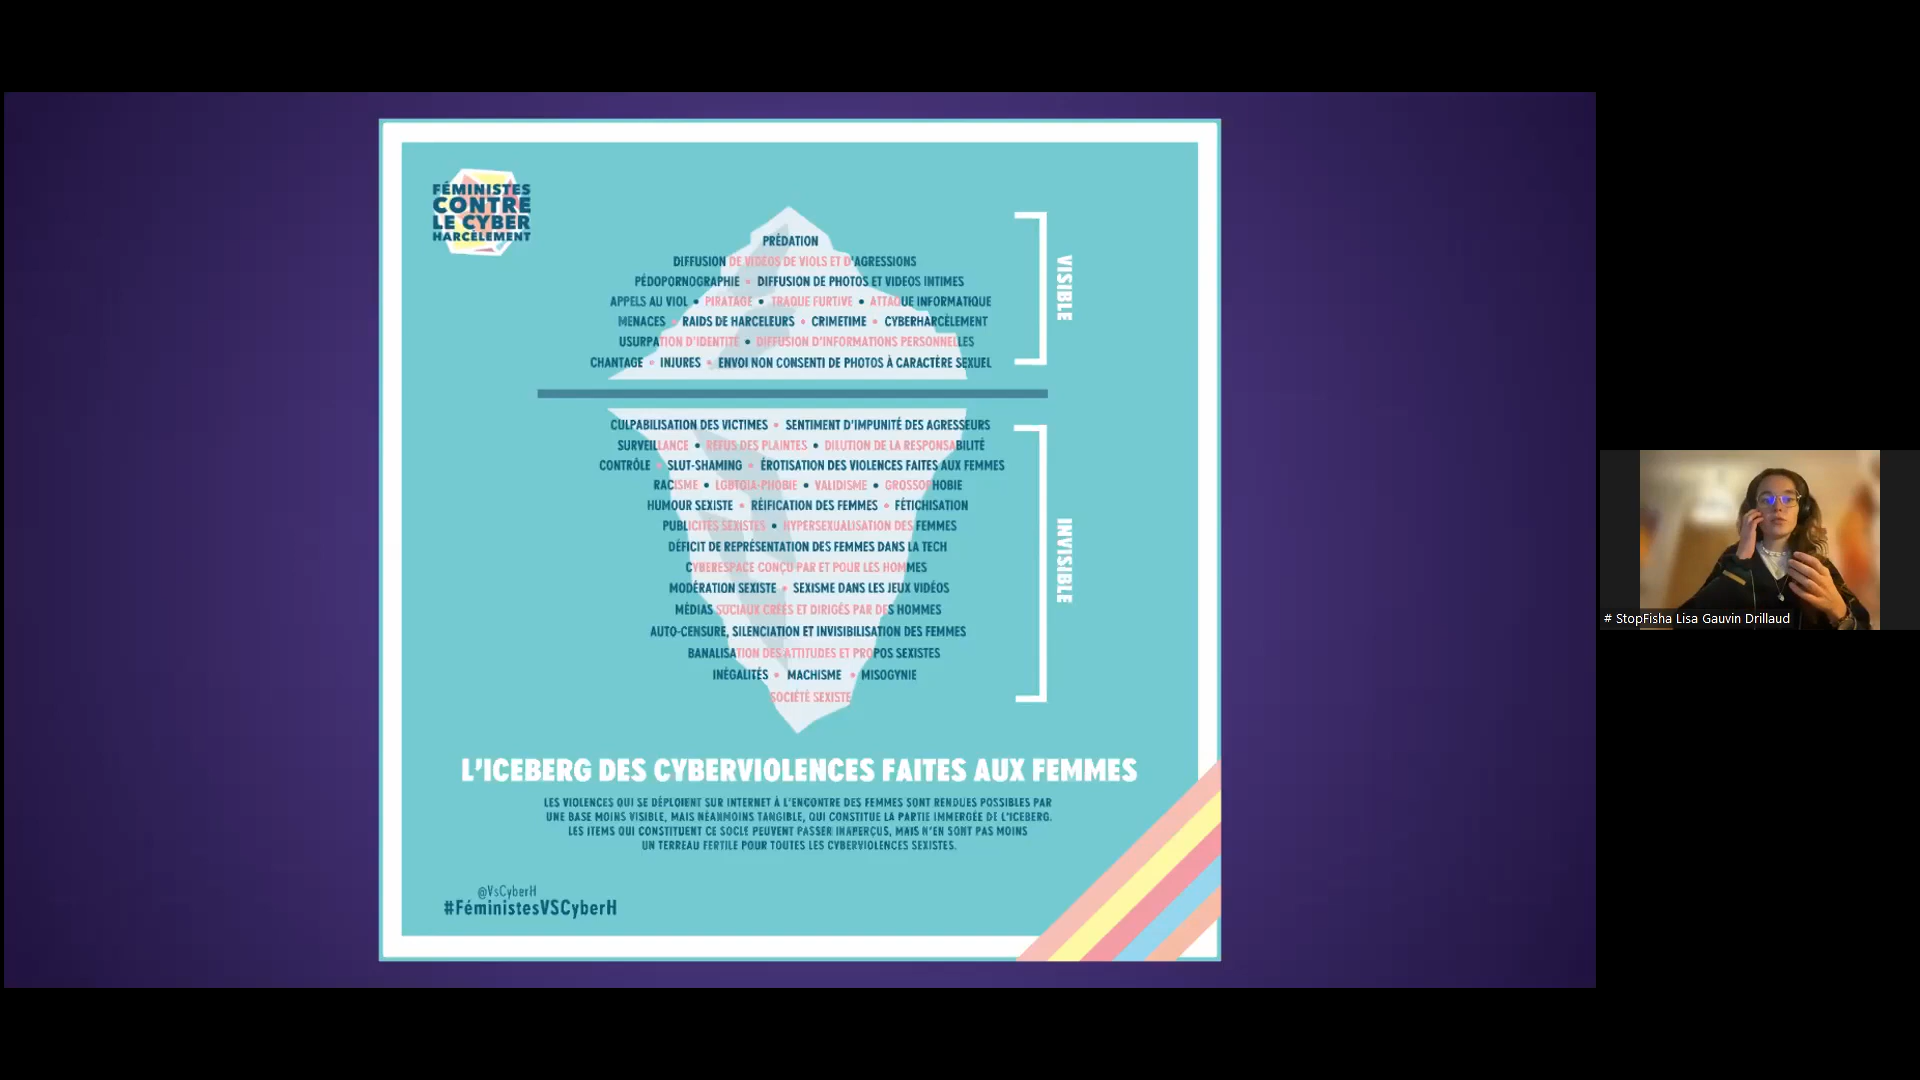 FÉMINISTES
CONTRE
LE CYBER
HARCÈLEMENT
PRÉDATION
DIFFUSION DE VIDÉOS DE VIOLS ET D'AGRESSIONS
PÉDOPORNOGRAPHIE • DIFFUSION DE PHOTOS ET VIDEOS INTIMES
APPELS AU VIOL • PIRATAGE • TRAQUE FURTIVE • ATTAQUE INFORMATIQUE
MENACES • RAIDS DE HARCELEURS • CRIMETIME • CYBERHARCÈLEMENT
USURPATION D'IDENTITÉ • DIFFUSION D'INFORMATIONS PERSONNELLES
CHANTAGE • INJURES • ENVOI NON CONSENTI DE PHOTOS À CARACTÈRE SEXUEL
VISIBLE
CULPABILISATION DES VICTIMES • SENTIMENT D'IMPUNITÉ DES AGRESSEURS
SURVEILLANCE • REFUS DES PLAINTES • DILUTION DE LA RESPONSABILITÉ
CONTRÔLE • SLUT-SHAMING • ÉROTISATION DES VIOLENCES FAITES AUX FEMMES
RACISME • LGBTQIA-PHOBIE • VALIDISME • GROSSOPHOBIE
HUMOUR SEXISTE • RÉIFICATION DES FEMMES • FÉTICHISATION
PUBLICITÉS SEXISTES • HYPERSEXUALISATION DES FEMMES
DÉFICIT DE REPRÉSENTATION DES FEMMES DANS LA TECH
CYBERESPACE CONÇU PAR ET POUR LES HOMMES
MODÉRATION SEXISTE • SEXISME DANS LES JEUX VIDÉOS
MÉDIAS SOCIAUX CRÉÉS ET DIRIGÉS PAR DES HOMMES
AUTO-CENSURE, SILENCIATION ET INVISIBILISATION DES FEMMES
BANALISATION DES ATTITUDES ET PROPOS SEXISTES
INÉGALITÉS • MACHISME • MISOGYNIE
SOCIÉTÉ SEXISTE
INVISIBLE
L'ICEBERG DES CYBERVIOLENCES FAITES AUX FEMMES
LES VIOLENCES QUI SE DÉPLOIENT SUR INTERNET À L'ENCONTRE DES FEMMES SONT RENDUES POSSIBLES PAR
UNE BASE MOINS VISIBLE, MAIS NÉANMOINS TANGIBLE, QUI CONSTITUE LA PARTIE IMMERGÉE DE L'ICEBERG.
LES ITEMS QUI CONSTITUENT CE SOCLE PEUVENT PASSER INAPERÇUS, MAIS N'EN SONT PAS MOINS
UN TERREAU FERTILE POUR TOUTES LES CYBERVIOLENCES SEXISTES.
@VsCyberH
#FéministesVSCyberH
# StopFisha Lisa Gauvin Drillaud